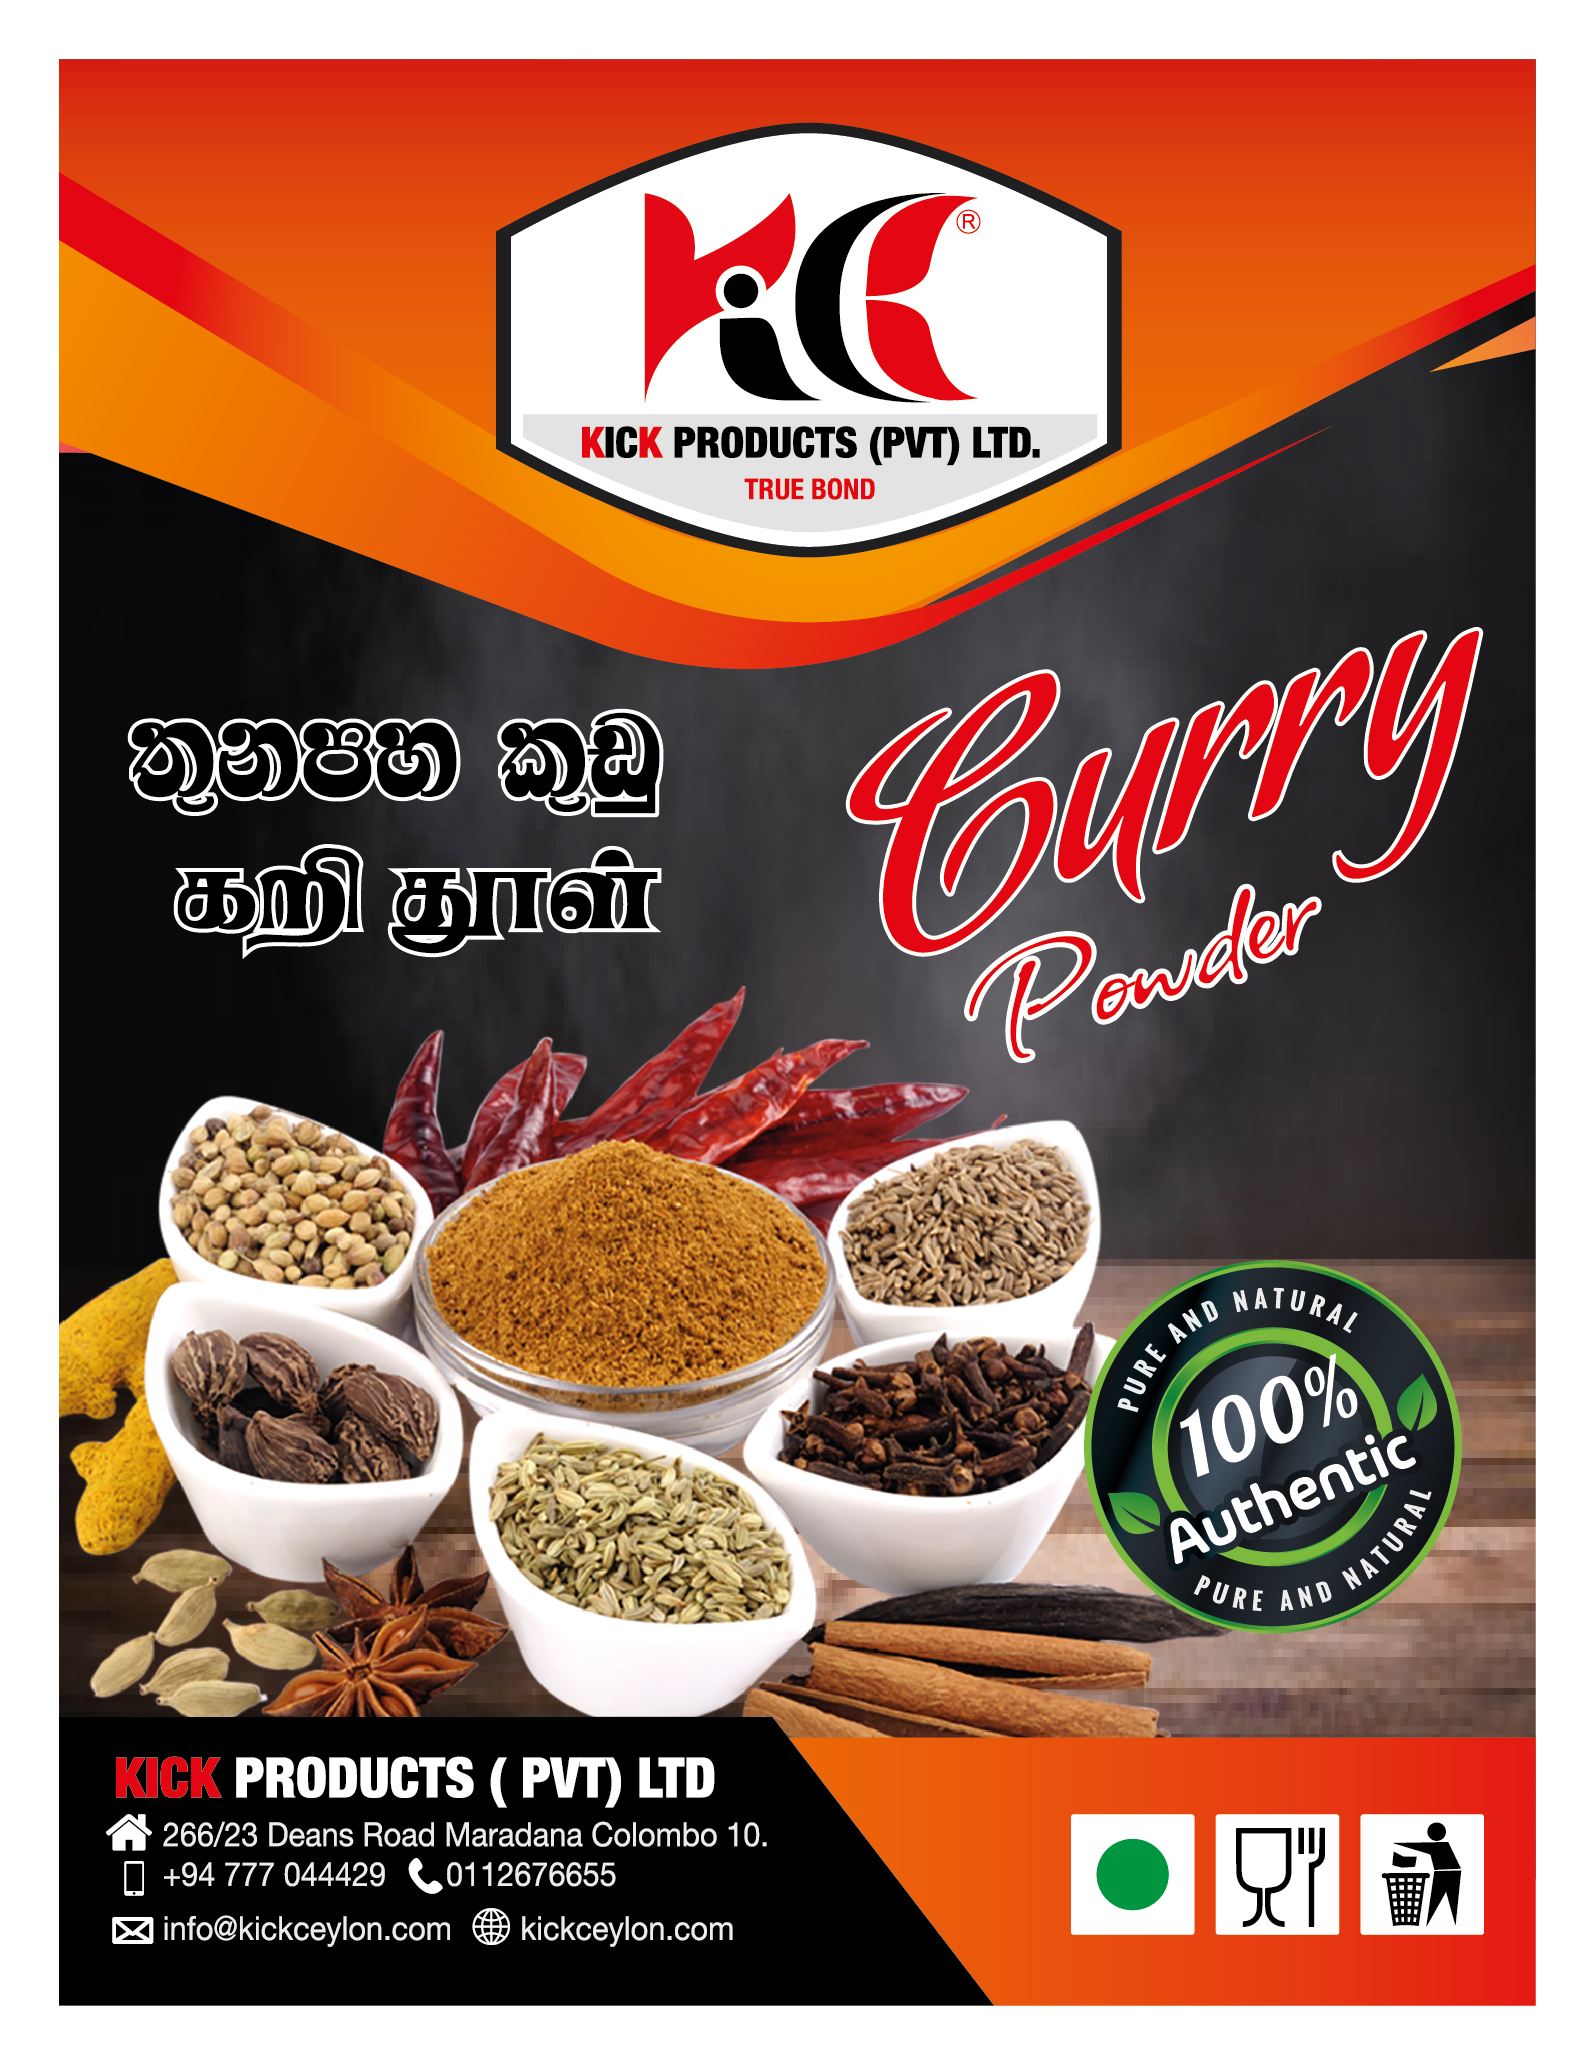 KiCK ®
KICK PRODUCTS (PVT) LTD.
TRUE BOND
තුනපහ කුඩු
கறி தூள்
Curry
Powder
PURE AND NATURAL
100%
Authentic
PURE AND NATURAL
KICK PRODUCTS ( PVT) LTD
266/23 Deans Road Maradana Colombo 10.
+94 777 044429 0112676655
info@kickceylon.com kickceylon.com